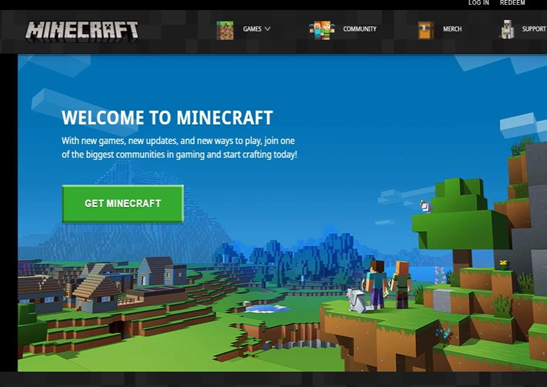 LOG IN REDEEM
MINECRAFT GAMES COMMUNITY MERCH SUPPORT
WELCOME TO MINECRAFT
With new games, new updates, and new ways to play, join one
of the biggest communities in gaming and start crafting today!
GET MINECRAFT